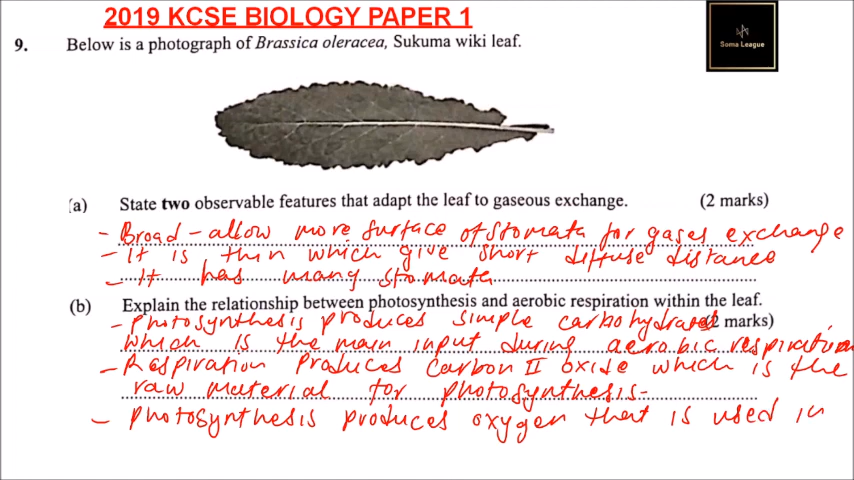 2019 KCSE BIOLOGY PAPER 1
Soma League
9. Below is a photograph of Brassica oleracea, Sukuma wiki leaf.
(a) State two observable features that adapt the leaf to gaseous exchange. (2 marks)
- Broad - allow more surface of stomata for gases exchange
- It is thin which give short diffuse distance
- It has many stomata
(b) Explain the relationship between photosynthesis and aerobic respiration within the leaf.
(2 marks)
- Photosynthesis produces simple carbohydrates
which is the main input during aerobic respiration
- Respiration produces Carbon II oxide which is the
raw material for photosynthesis-
- Photosynthesis produces oxygen that is used in